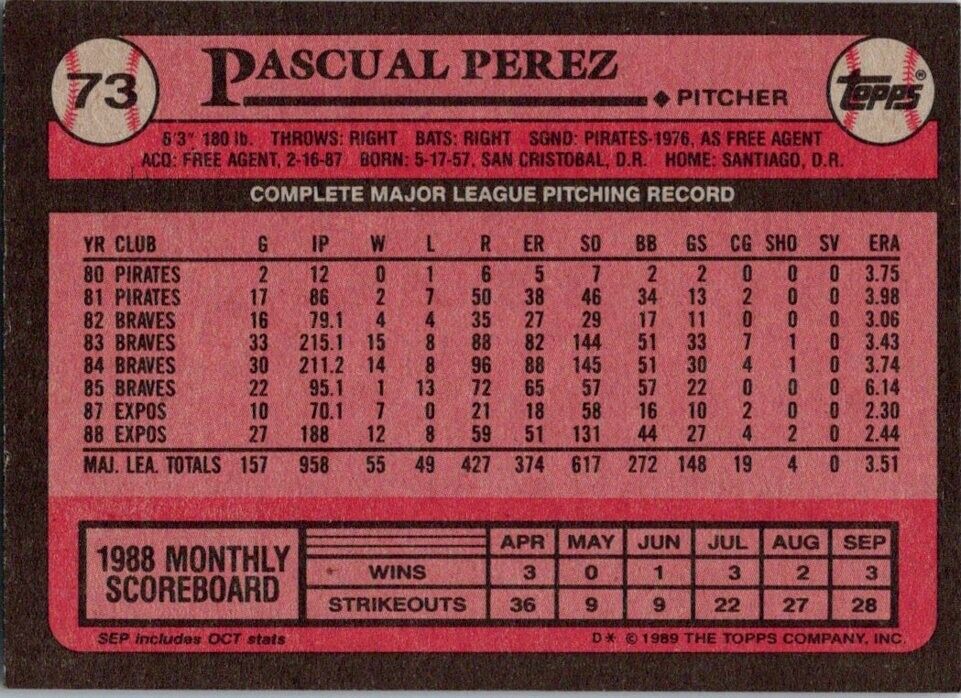 73 PASCUAL PEREZ
◆ PITCHER
Topps®
6'3" 180 lb. THROWS: RIGHT BATS: RIGHT SGND: PIRATES-1976, AS FREE AGENT
ACQ: FREE AGENT, 2-16-87 BORN: 5-17-57, SAN CRISTOBAL, D.R. HOME: SANTIAGO, D.R.
COMPLETE MAJOR LEAGUE PITCHING RECORD
YR CLUB G IP W L R ER SO BB GS CG SHO SV ERA
80 PIRATES 2 12 0 1 6 5 7 2 2 0 0 0 3.75
81 PIRATES 17 86 2 7 50 38 46 34 13 2 0 0 3.98
82 BRAVES 16 79.1 4 4 35 27 29 17 11 0 0 0 3.06
83 BRAVES 33 215.1 15 8 88 82 144 51 33 7 1 0 3.43
84 BRAVES 30 211.2 14 8 96 88 145 51 30 4 1 0 3.74
85 BRAVES 22 95.1 1 13 72 65 57 57 22 0 0 0 6.14
87 EXPOS 10 70.1 7 0 21 18 58 16 10 2 0 0 2.30
88 EXPOS 27 188 12 8 59 51 131 44 27 4 2 0 2.44
MAJ. LEA. TOTALS 157 958 55 49 427 374 617 272 148 19 4 0 3.51
1988 MONTHLY
SCOREBOARD
APR MAY JUN JUL AUG SEP
WINS 3 0 1 3 2 3
STRIKEOUTS 36 9 9 22 27 28
SEP includes OCT stats
D* © 1989 THE TOPPS COMPANY, INC.